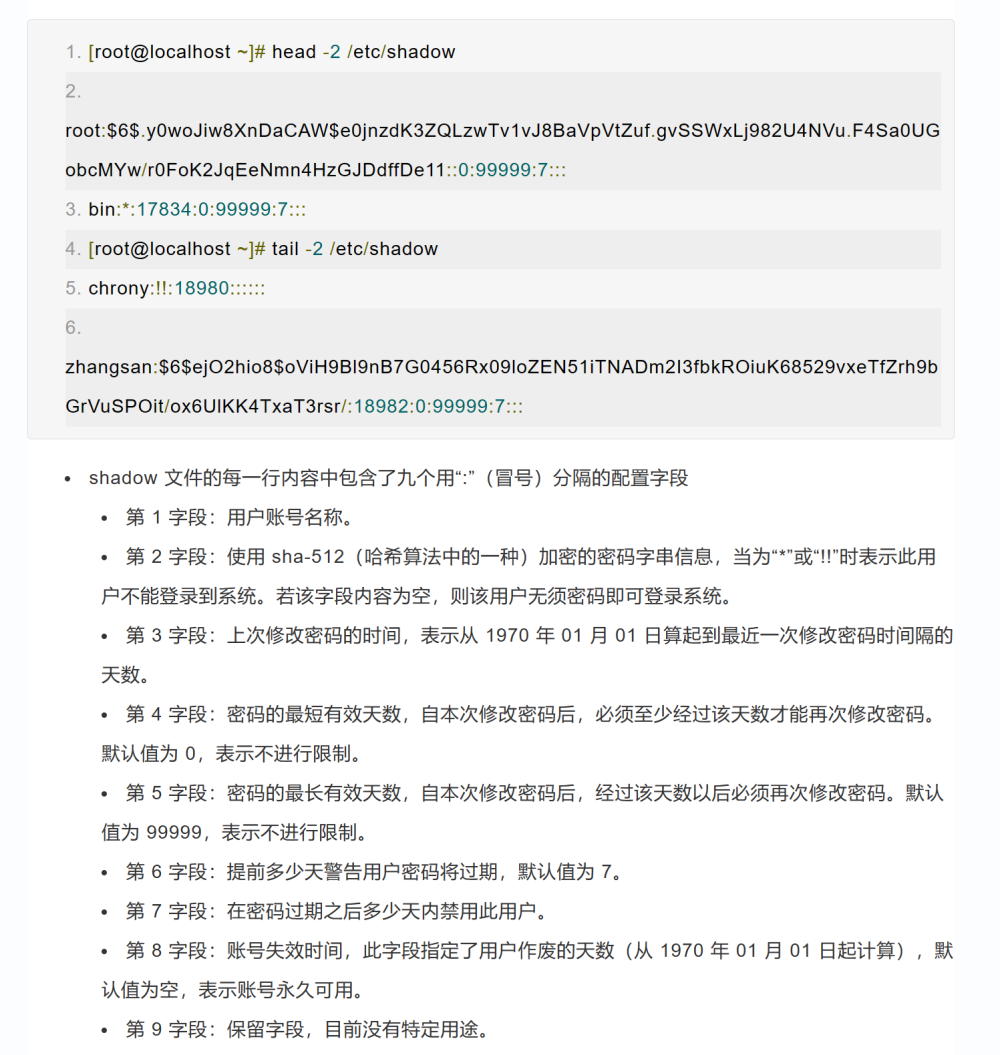 1. [root@localhost ~]# head -2 /etc/shadow
2.
root:$6$.y0woJiw8XnDaCAW$e0jnzdK3ZQLzwTv1vJ8BaVpVtZuf.gvSSWxLj982U4NVu.F4Sa0UG
obcMYw/r0FoK2JqEeNmn4HzGJDdffDe11::0:99999:7:::
3. bin:*:17834:0:99999:7:::
4. [root@localhost ~]# tail -2 /etc/shadow
5. chrony:!!:18980::::::
6.
zhangsan:$6$ejO2hio8$oViH9Bl9nB7G0456Rx09loZEN51iTNADm2I3fbkROiuK68529vxeTfZrh9b
GrVuSPOit/ox6UlKK4TxaT3rsr/:18982:0:99999:7:::
• shadow 文件的每一行内容中包含了九个用“:”（冒号）分隔的配置字段
• 第 1 字段：用户账号名称。
• 第 2 字段：使用 sha-512（哈希算法中的一种）加密的密码字串信息，当为“*”或“!!”时表示此用
户不能登录到系统。若该字段内容为空，则该用户无须密码即可登录系统。
• 第 3 字段：上次修改密码的时间，表示从 1970 年 01 月 01 日算起到最近一次修改密码时间隔的
天数。
• 第 4 字段：密码的最短有效天数，自本次修改密码后，必须至少经过该天数才能再次修改密码。
默认值为 0，表示不进行限制。
• 第 5 字段：密码的最长有效天数，自本次修改密码后，经过该天数以后必须再次修改密码。默认
值为 99999，表示不进行限制。
• 第 6 字段：提前多少天警告用户密码将过期，默认值为 7。
• 第 7 字段：在密码过期之后多少天内禁用此用户。
• 第 8 字段：账号失效时间，此字段指定了用户作废的天数（从 1970 年 01 月 01 日起计算），默
认值为空，表示账号永久可用。
• 第 9 字段：保留字段，目前没有特定用途。